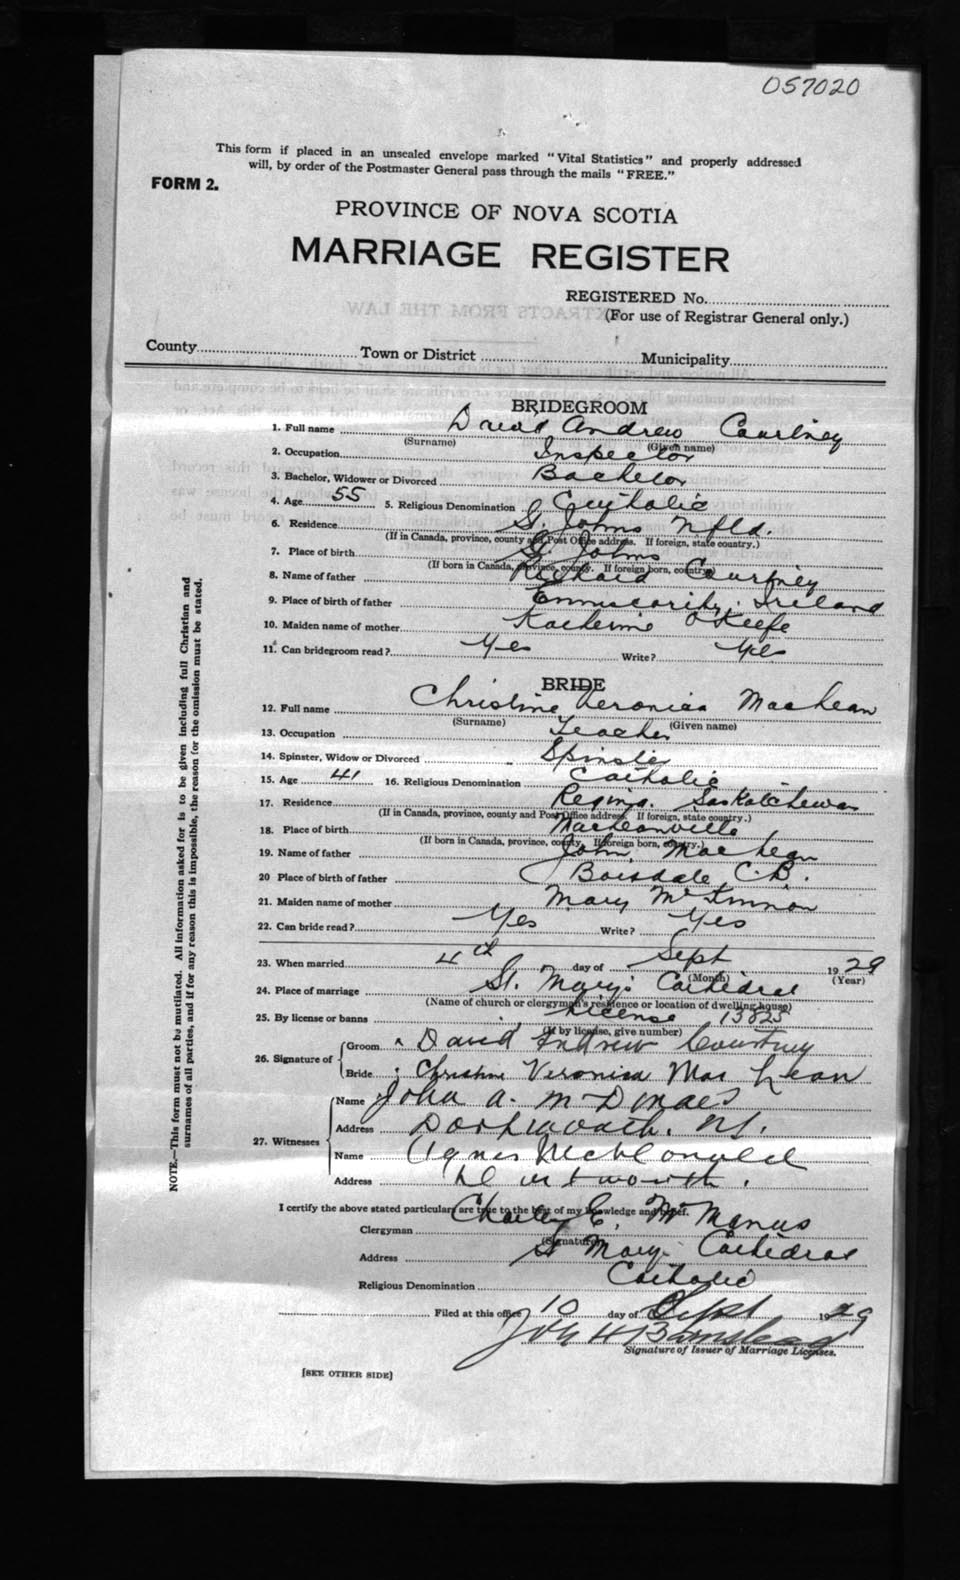 057020
This form if placed in an unsealed envelope marked "Vital Statistics" and properly addressed
will, by order of the Postmaster General pass through the mails "FREE."
FORM 2.
PROVINCE OF NOVA SCOTIA
MARRIAGE REGISTER
REGISTERED No.
(For use of Registrar General only.)
County Town or District Municipality
BRIDEGROOM
1. Full name David Andrew Courtney
(Surname) (Given name)
2. Occupation Inspector
3. Bachelor, Widower or Divorced Bachelor
4. Age 55 5. Religious Denomination Catholic
6. Residence St. Johns Nfld.
(If in Canada, province, county and Post Office address. If foreign, state country.)
7. Place of birth St. Johns
(If born in Canada, province, county. If foreign born, country.)
8. Name of father Richard Courtney
9. Place of birth of father Enniscorthy, Ireland
10. Maiden name of mother Katherine O'Keefe
11. Can bridegroom read? Yes Write? Yes
BRIDE
12. Full name Christine Veronica MacLean
(Surname) (Given name)
13. Occupation Teacher
14. Spinster, Widow or Divorced Spinster
15. Age 41 16. Religious Denomination Catholic
17. Residence Regina. Saskatchewan
(If in Canada, province, county and Post Office address. If foreign, state country.)
18. Place of birth MacLeanville
(If born in Canada, province, county. If foreign born, country.)
19. Name of father John MacLean
20 Place of birth of father Boisdale C.B.
21. Maiden name of mother Mary McKinnon
22. Can bride read? Yes Write? Yes
23. When married 4th day of Sept 1929
(Month) (Year)
24. Place of marriage St. Mary's Cathedral
(Name of church or clergyman's residence or location of dwelling house)
25. By license or banns License 13825
(If by license, give number)
26. Signature of Groom David Andrew Courtney
Bride Christine Veronica MacLean
27. Witnesses Name John A. McDonald
Address Dartmouth. N.S.
Name Agnes McDonald
Address Dartmouth.
I certify the above stated particulars are true to the best of my knowledge and belief.
Clergyman Charles E. McManus
(Signature)
Address St Mary's Cathedral
Religious Denomination Catholic
Filed at this office 10 day of Sept 1929
Signature of Issuer of Marriage Licenses.
[SEE OTHER SIDE]
NOTE.—This form must not be mutilated. All information asked for is to be given including full Christian and
surnames of all parties, and if for any reason this is impossible, the reason for the omission must be stated.